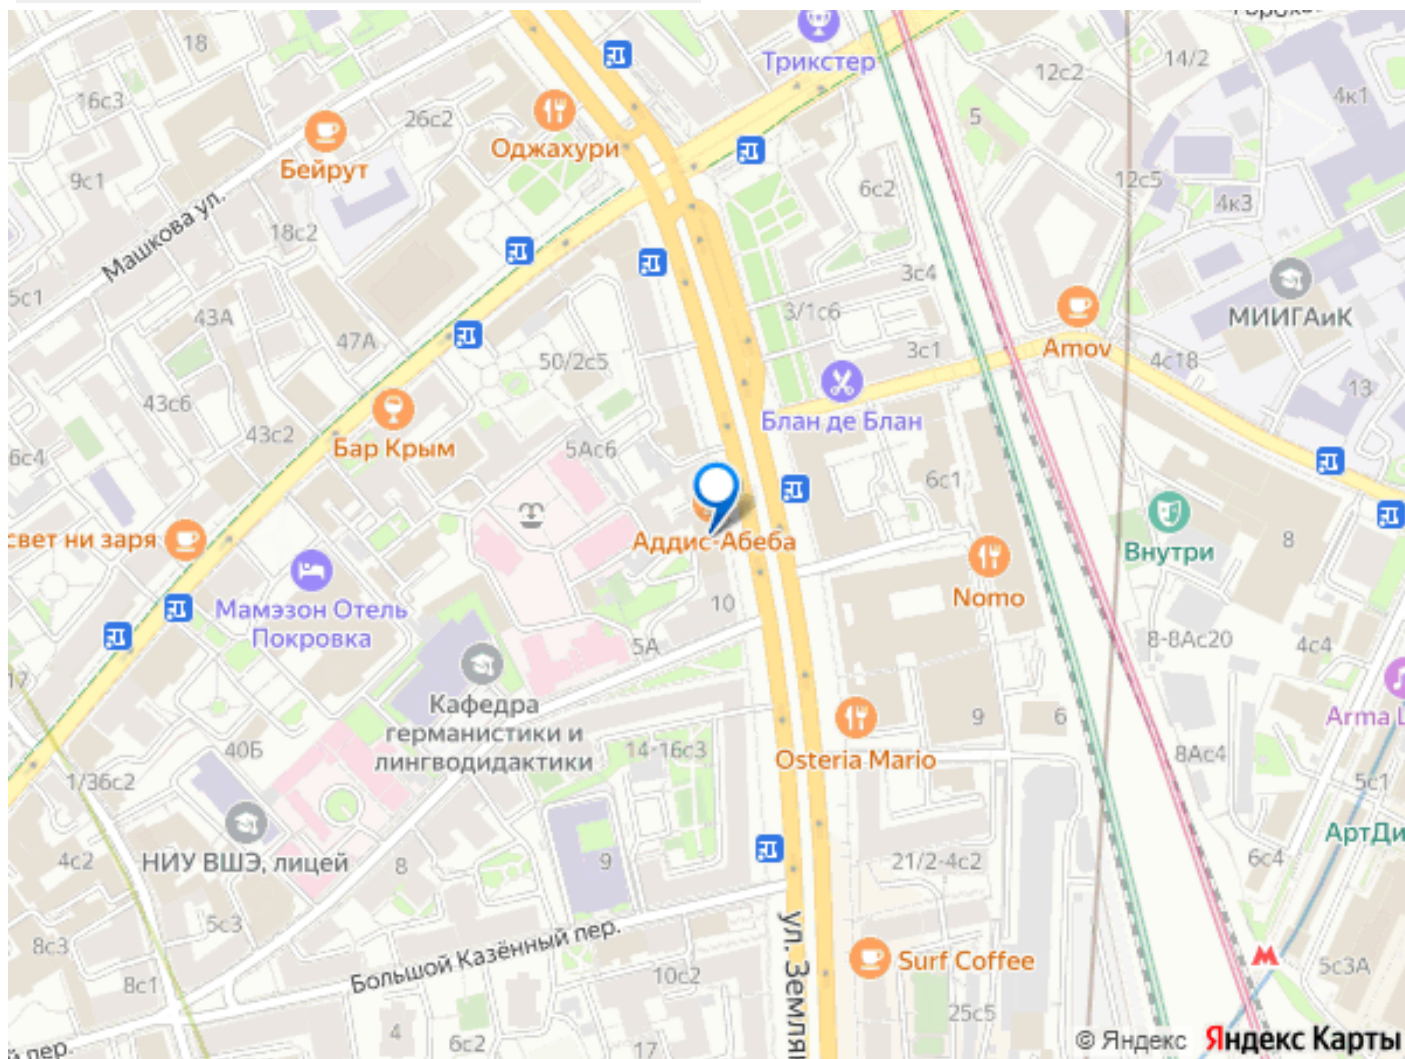 18
Трикстер
14/2
12с2
16с3
26с2
Оджахури
5
4к1
Бейрут
9с1
6с2
12с5
4к3
Машкова ул.
18с2
3с4
5с1
43А
3/1с6
МИИГАиК
47А
50/2с5
3с1
Amov
4с18
43с6
13
Блан де Блан
43с2
Бар Крым
5Ас6
6с4
6с1
свет ни заря
Аддис-Абеба
8
Внутри
Мамэзон Отель
Покровка
10
Nomo
5А
8-8Ас20
4с4
17
Кафедра
германистики и
лингводидактики
9
6
Arma L
40Б
14-16с3
Osteria Mario
8Ас4
1/36с2
5с1
АртДи
4с2
НИУ ВШЭ, лицей
8
9
21/2-4с2
6с4
5с3
8с3
Большой Казённый пер.
ул. Землян
Surf Coffee
8с1
10с2
5с3А
25с5
4
6с2
17
й пер.
© Яндекс Яндекс Карты